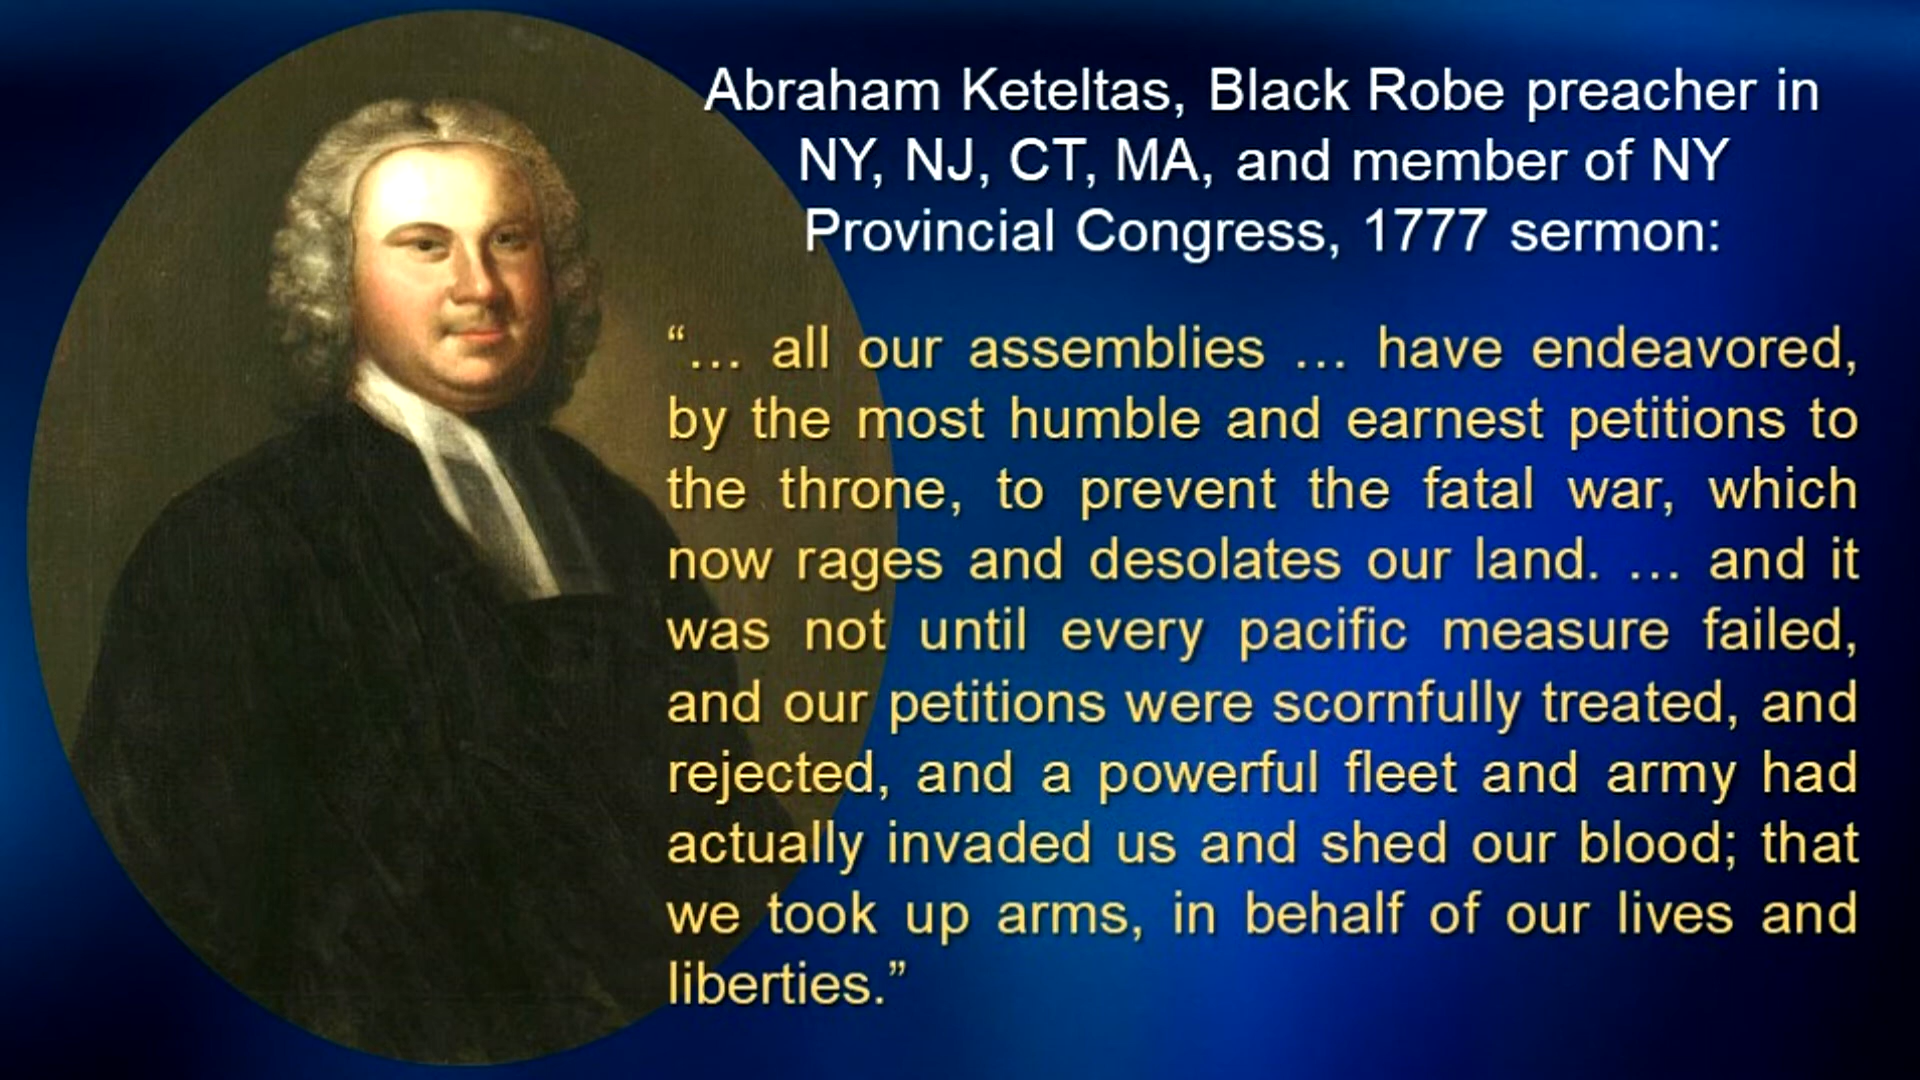 Abraham Keteltas, Black Robe preacher in
NY, NJ, CT, MA, and member of NY
Provincial Congress, 1777 sermon:
“… all our assemblies … have endeavored,
by the most humble and earnest petitions to
the throne, to prevent the fatal war, which
now rages and desolates our land. … and it
was not until every pacific measure failed,
and our petitions were scornfully treated, and
rejected, and a powerful fleet and army had
actually invaded us and shed our blood; that
we took up arms, in behalf of our lives and
liberties.”